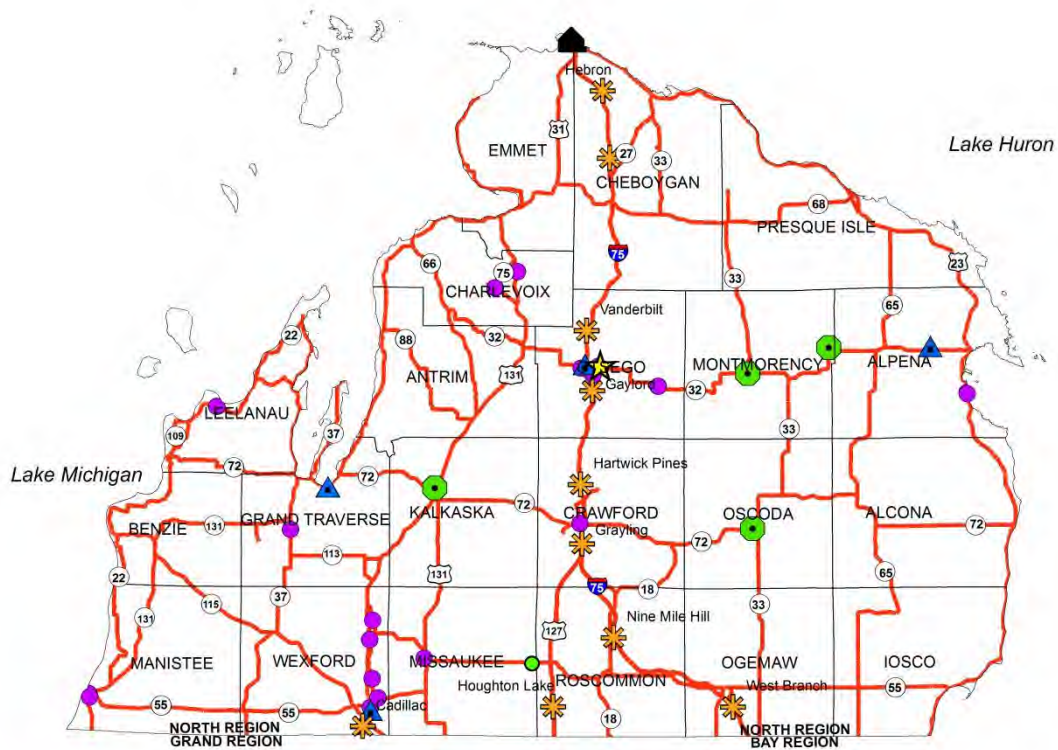 Hebron
31
Lake Huron
EMMET
27
33
CHEBOYGAN
68
PRESQUE ISLE
75
66
75
23
33
CHARLEVOIX
65
Vanderbilt
22
32
88
MONTMORENCY
ALPENA
ANTRIM
131
Gaylord
32
LEELANAU
37
33
109
Hartwick Pines
72
72
Lake Michigan
KALKASKA
72
CRAWFORD
OSCODA
ALCONA
GRAND TRAVERSE
BENZIE
131
72
Grayling
72
113
22
131
75
18
65
115
37
33
131
127
Nine Mile Hill
MANISTEE
WEXFORD
MISSAUKEE
OGEMAW
IOSCO
ROSCOMMON
Houghton Lake
West Branch
55
55
55
Cadillac
18
NORTH REGION
GRAND REGION
NORTH REGION
BAY REGION